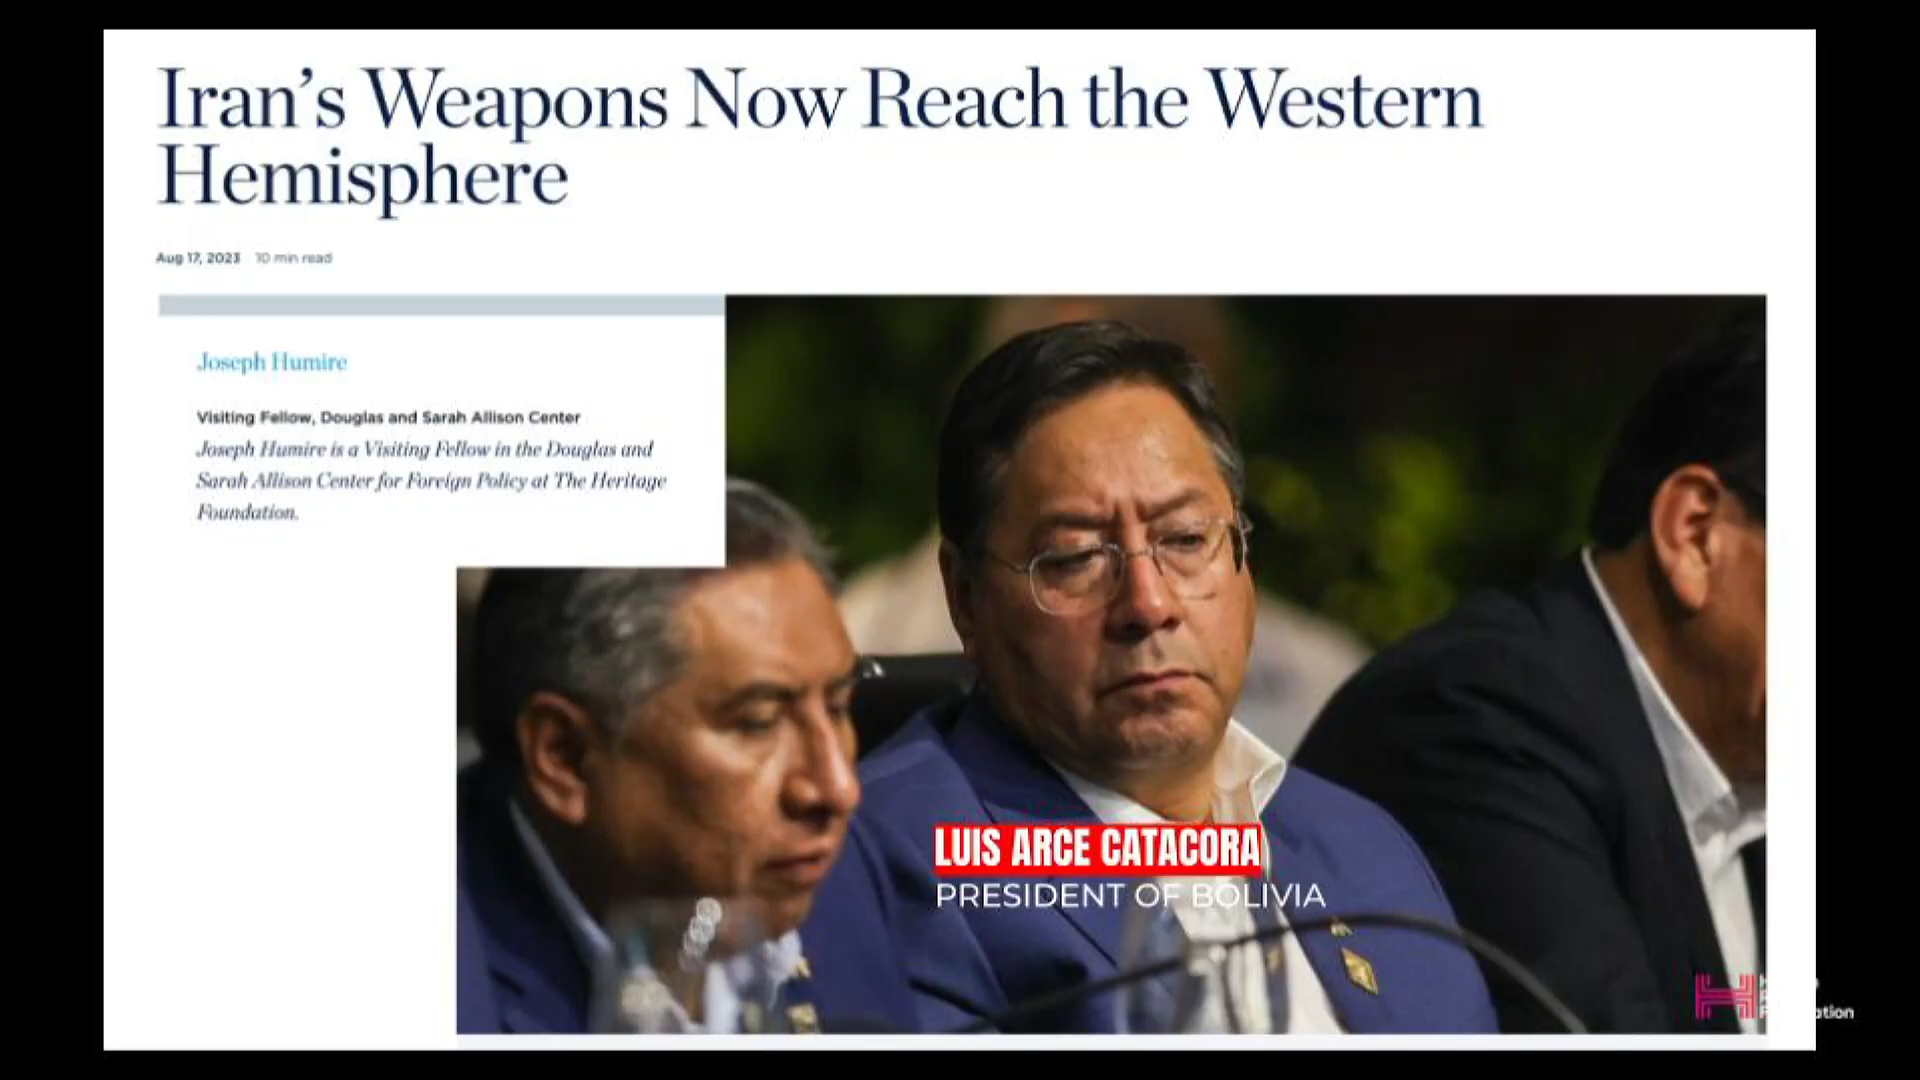 Iran's Weapons Now Reach the Western
Hemisphere
Aug 17, 2023 10 min read
Joseph Humire
Visiting Fellow, Douglas and Sarah Allison Center
Joseph Humire is a Visiting Fellow in the Douglas and
Sarah Allison Center for Foreign Policy at The Heritage
Foundation.
LUIS ARCE CATACORA
PRESIDENT OF BOLIVIA